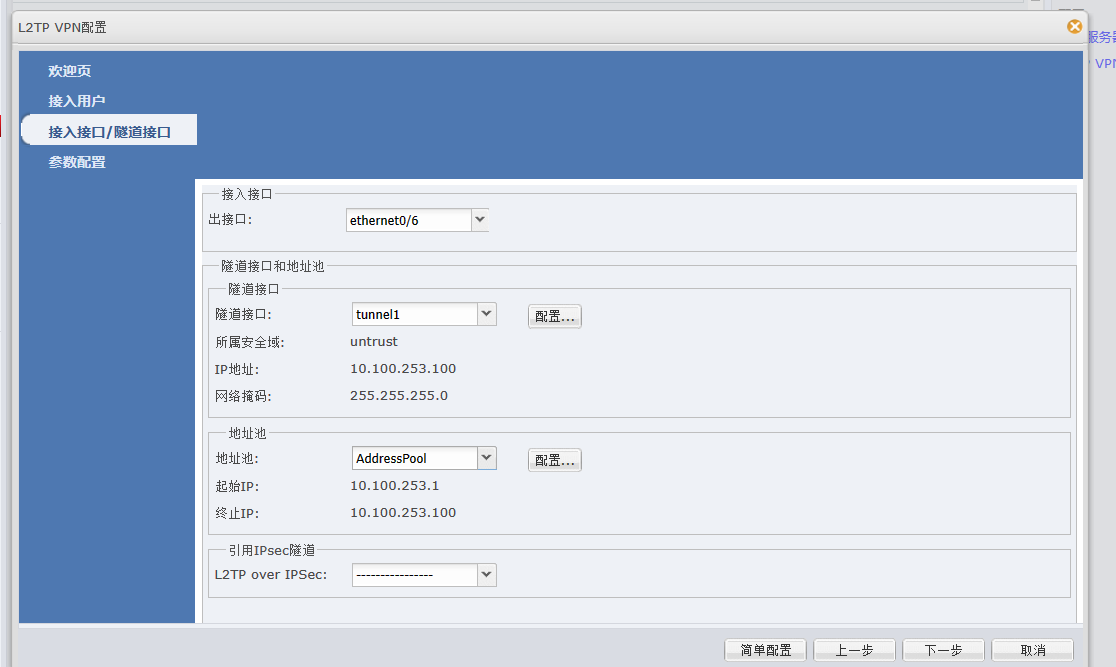 L2TP VPN配置
服务器
VPN
欢迎页
接入用户
接入接口/隧道接口
参数配置
接入接口
出接口: ethernet0/6
隧道接口和地址池
隧道接口
隧道接口: tunnel1 配置...
所属安全域: untrust
IP地址: 10.100.253.100
网络掩码: 255.255.255.0
地址池
地址池: AddressPool 配置...
起始IP: 10.100.253.1
终止IP: 10.100.253.100
引用IPsec隧道
L2TP over IPSec: ----------------
简单配置 上一步 下一步 取消